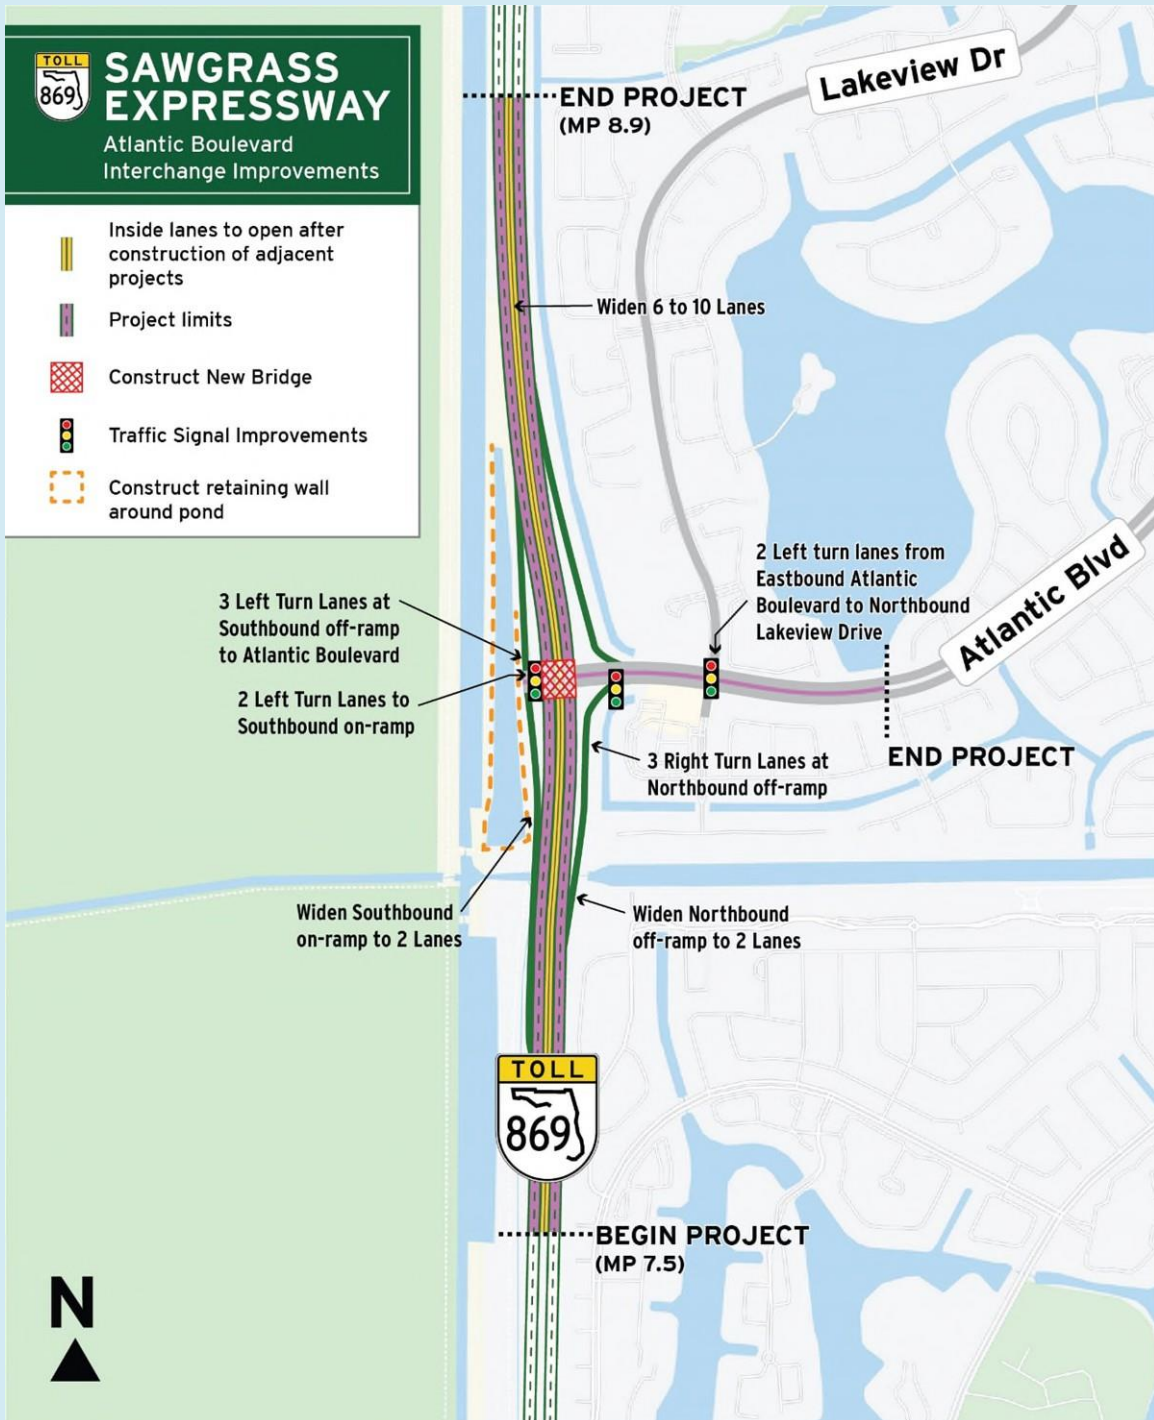 TOLL
869
SAWGRASS
EXPRESSWAY
Atlantic Boulevard
Interchange Improvements
Inside lanes to open after
construction of adjacent
projects
Project limits
Construct New Bridge
Traffic Signal Improvements
Construct retaining wall
around pond
END PROJECT
(MP 8.9)
Lakeview Dr
Widen 6 to 10 Lanes
2 Left turn lanes from
Eastbound Atlantic
Boulevard to Northbound
Lakeview Drive
Atlantic Blvd
3 Left Turn Lanes at
Southbound off-ramp
to Atlantic Boulevard
2 Left Turn Lanes to
Southbound on-ramp
3 Right Turn Lanes at
Northbound off-ramp
END PROJECT
Widen Southbound
on-ramp to 2 Lanes
Widen Northbound
off-ramp to 2 Lanes
TOLL
869
BEGIN PROJECT
(MP 7.5)
N